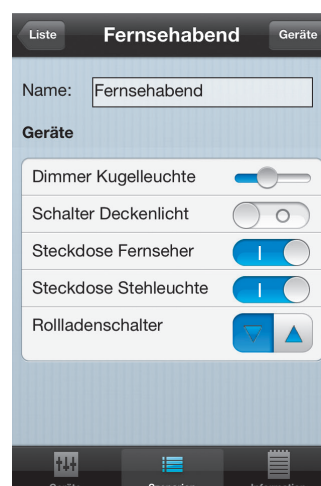 Liste Fernsehabend Geräte
Name: Fernsehabend
Geräte
Dimmer Kugelleuchte
Schalter Deckenlicht
Steckdose Fernseher
Steckdose Stehleuchte
Rollladenschalter